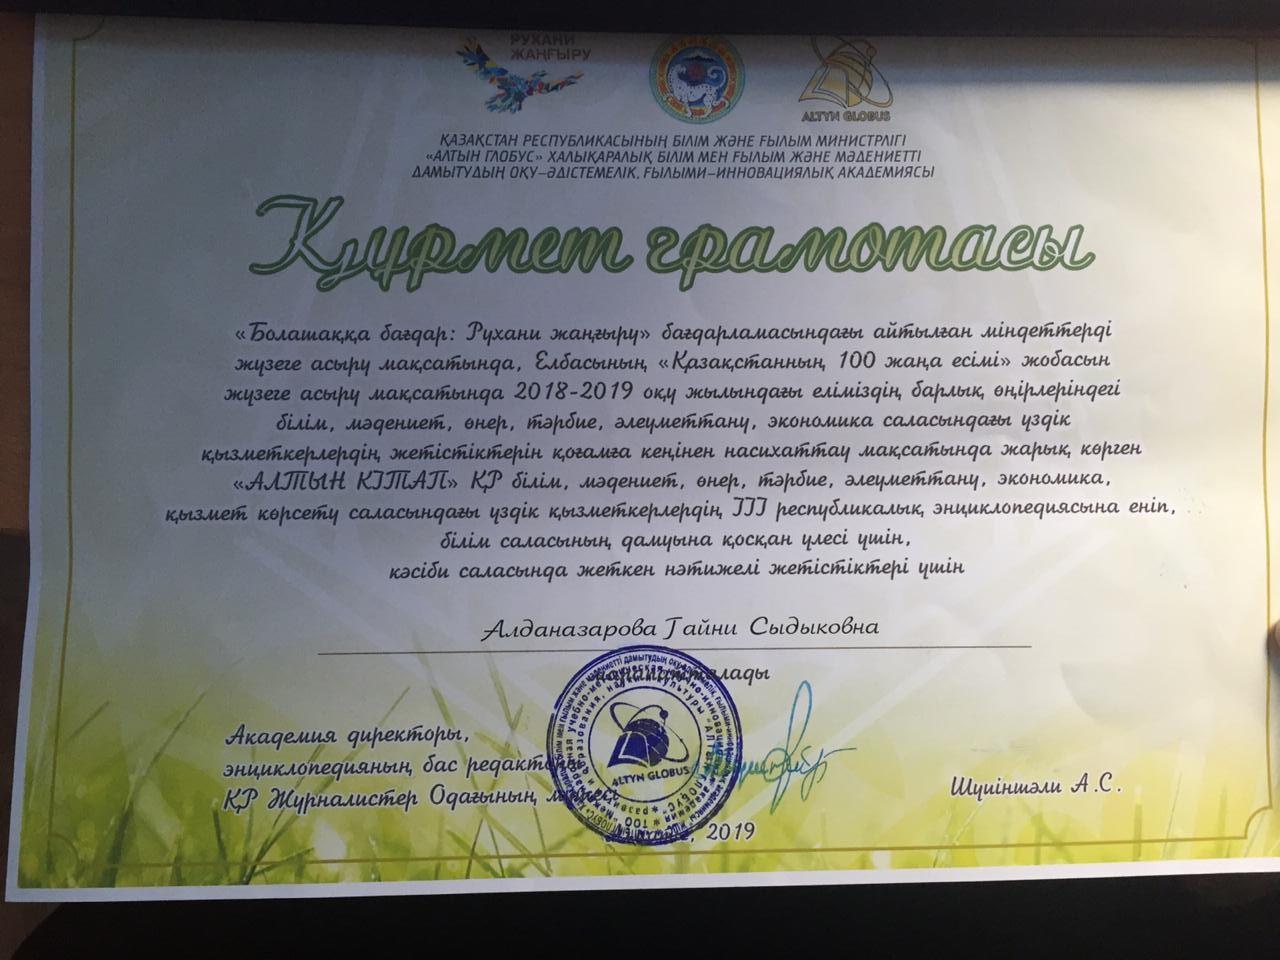 РУХАНИ
ЖАҢҒЫРУ
ALTYN GLOBUS
ҚАЗАҚСТАН РЕСПУБЛИКАСЫНЫҢ БІЛІМ ЖӘНЕ ҒЫЛЫМ МИНИСТРЛІГІ
«АЛТЫН ГЛОБУС» ХАЛЫҚАРАЛЫҚ БІЛІМ МЕН ҒЫЛЫМ ЖӘНЕ МӘДЕНИЕТТІ
ДАМЫТУДЫҢ ОҚУ–ӘДІСТЕМЕЛІК, ҒЫЛЫМИ–ИННОВАЦИЯЛЫҚ АКАДЕМИЯСЫ
Құрмет грамотасы
«Болашаққа бағдар: Рухани жаңғыру» бағдарламасындағы айтылған міндеттерді
жүзеге асыру мақсатында, Елбасының «Қазақстанның 100 жаңа есімі» жобасын
жүзеге асыру мақсатында 2018-2019 оқу жылындағы еліміздің барлық өңірлеріндегі
білім, мәдениет, өнер, тәрбие, әлеуметтану, экономика саласындағы үздік
қызметкерлердің жетістіктерін қоғамға кеңінен насихаттау мақсатында жарық көрген
«АЛТЫН КІТАП» ҚР білім, мәдениет, өнер, тәрбие, әлеуметтану, экономика,
қызмет көрсету саласындағы үздік қызметкерлердің III республикалық энциклопедиясына еніп,
білім саласының дамуына қосқан үлесі үшін,
кәсіби саласында жеткен нәтижелі жетістіктері үшін
Алданазарова Гайни Сыдыковна
Академия директоры,
энциклопедияның бас
ҚР Журналистер Одағының
ALTYN GLOBUS
Шүйіншәлі А.С.
2019